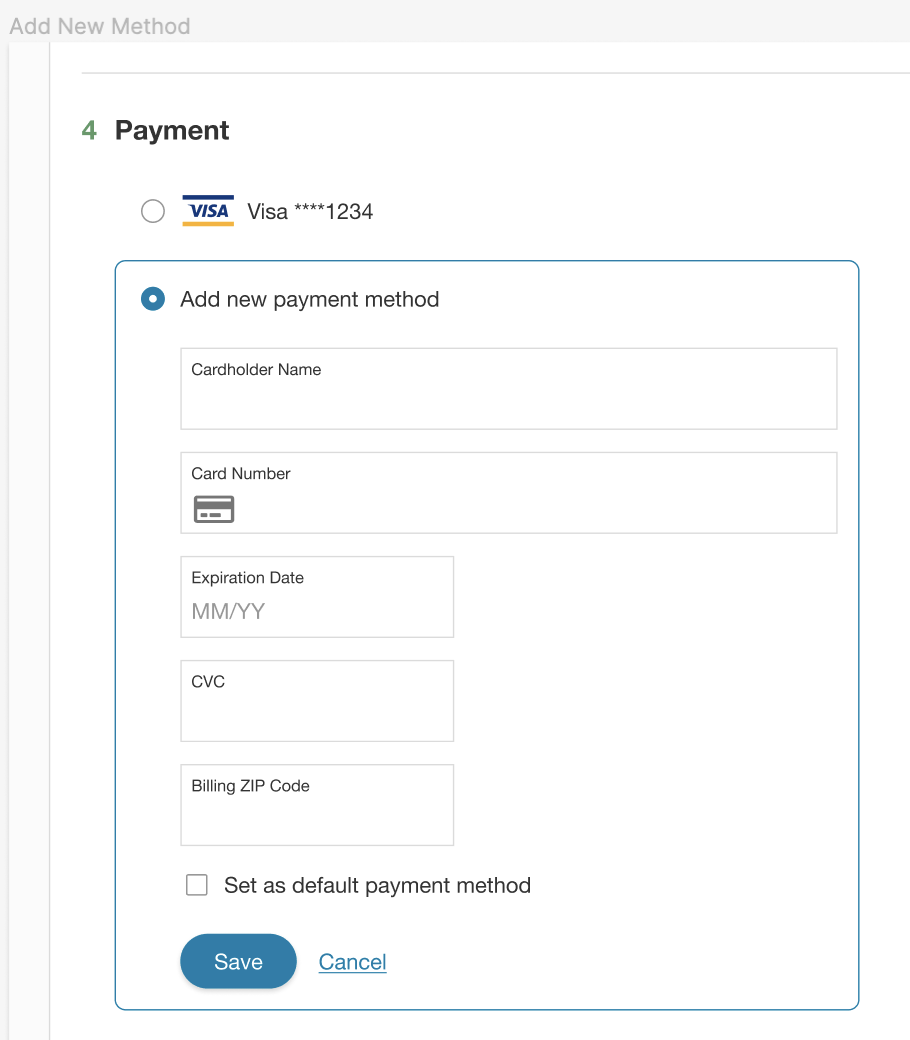 Add New Method
4 Payment
VISA Visa ****1234
Add new payment method
Cardholder Name
Card Number
Expiration Date
MM/YY
CVC
Billing ZIP Code
Set as default payment method
Save Cancel